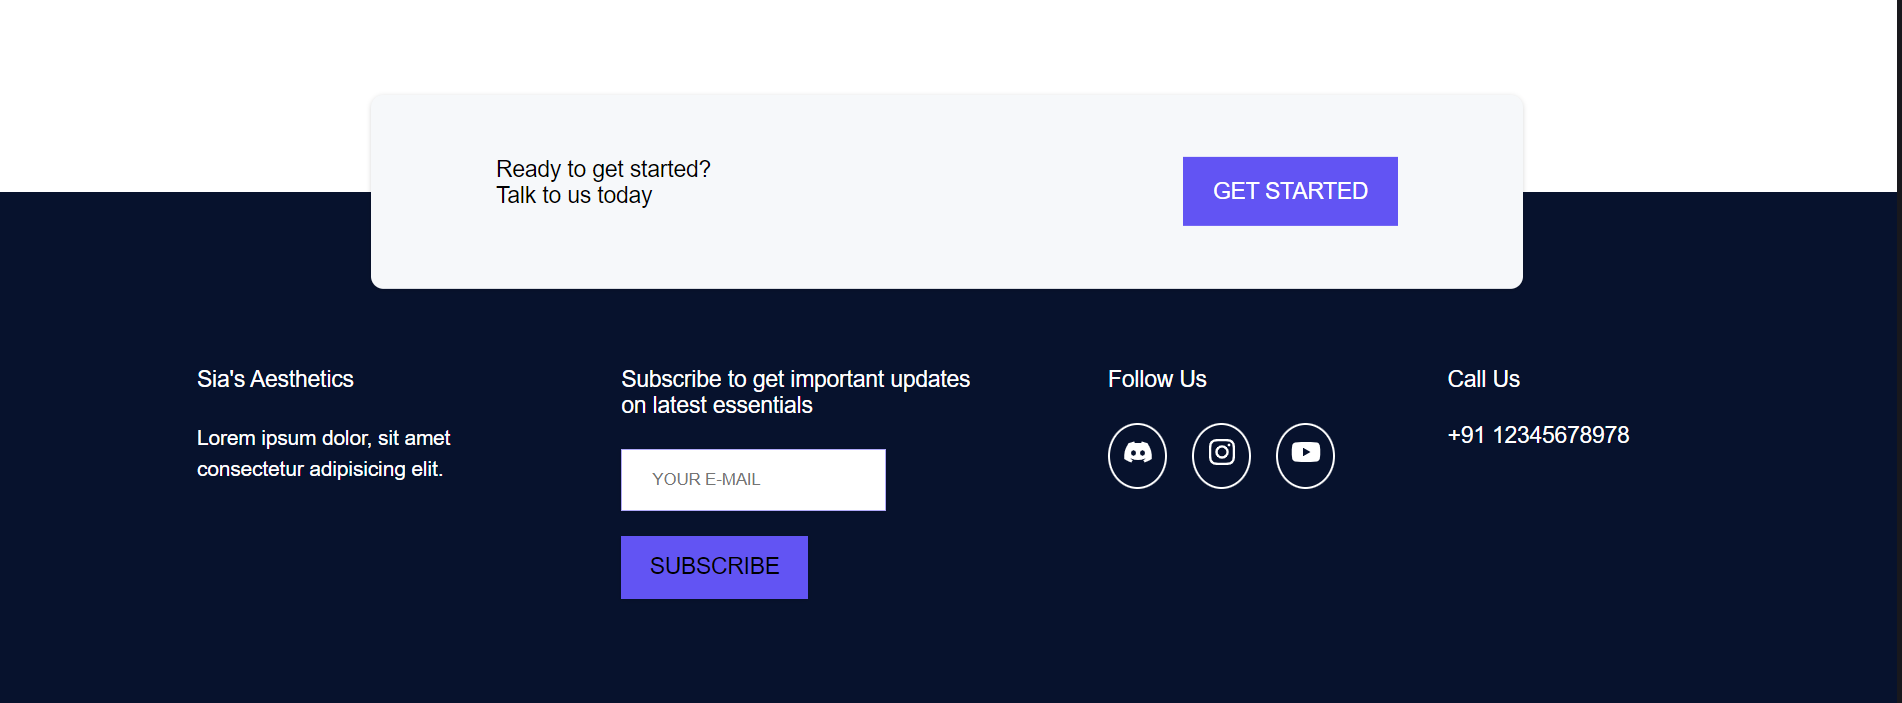 Ready to get started?
Talk to us today
GET STARTED
Sia's Aesthetics
Lorem ipsum dolor, sit amet
consectetur adipisicing elit.
Subscribe to get important updates
on latest essentials
YOUR E-MAIL
SUBSCRIBE
Follow Us
Call Us
+91 12345678978